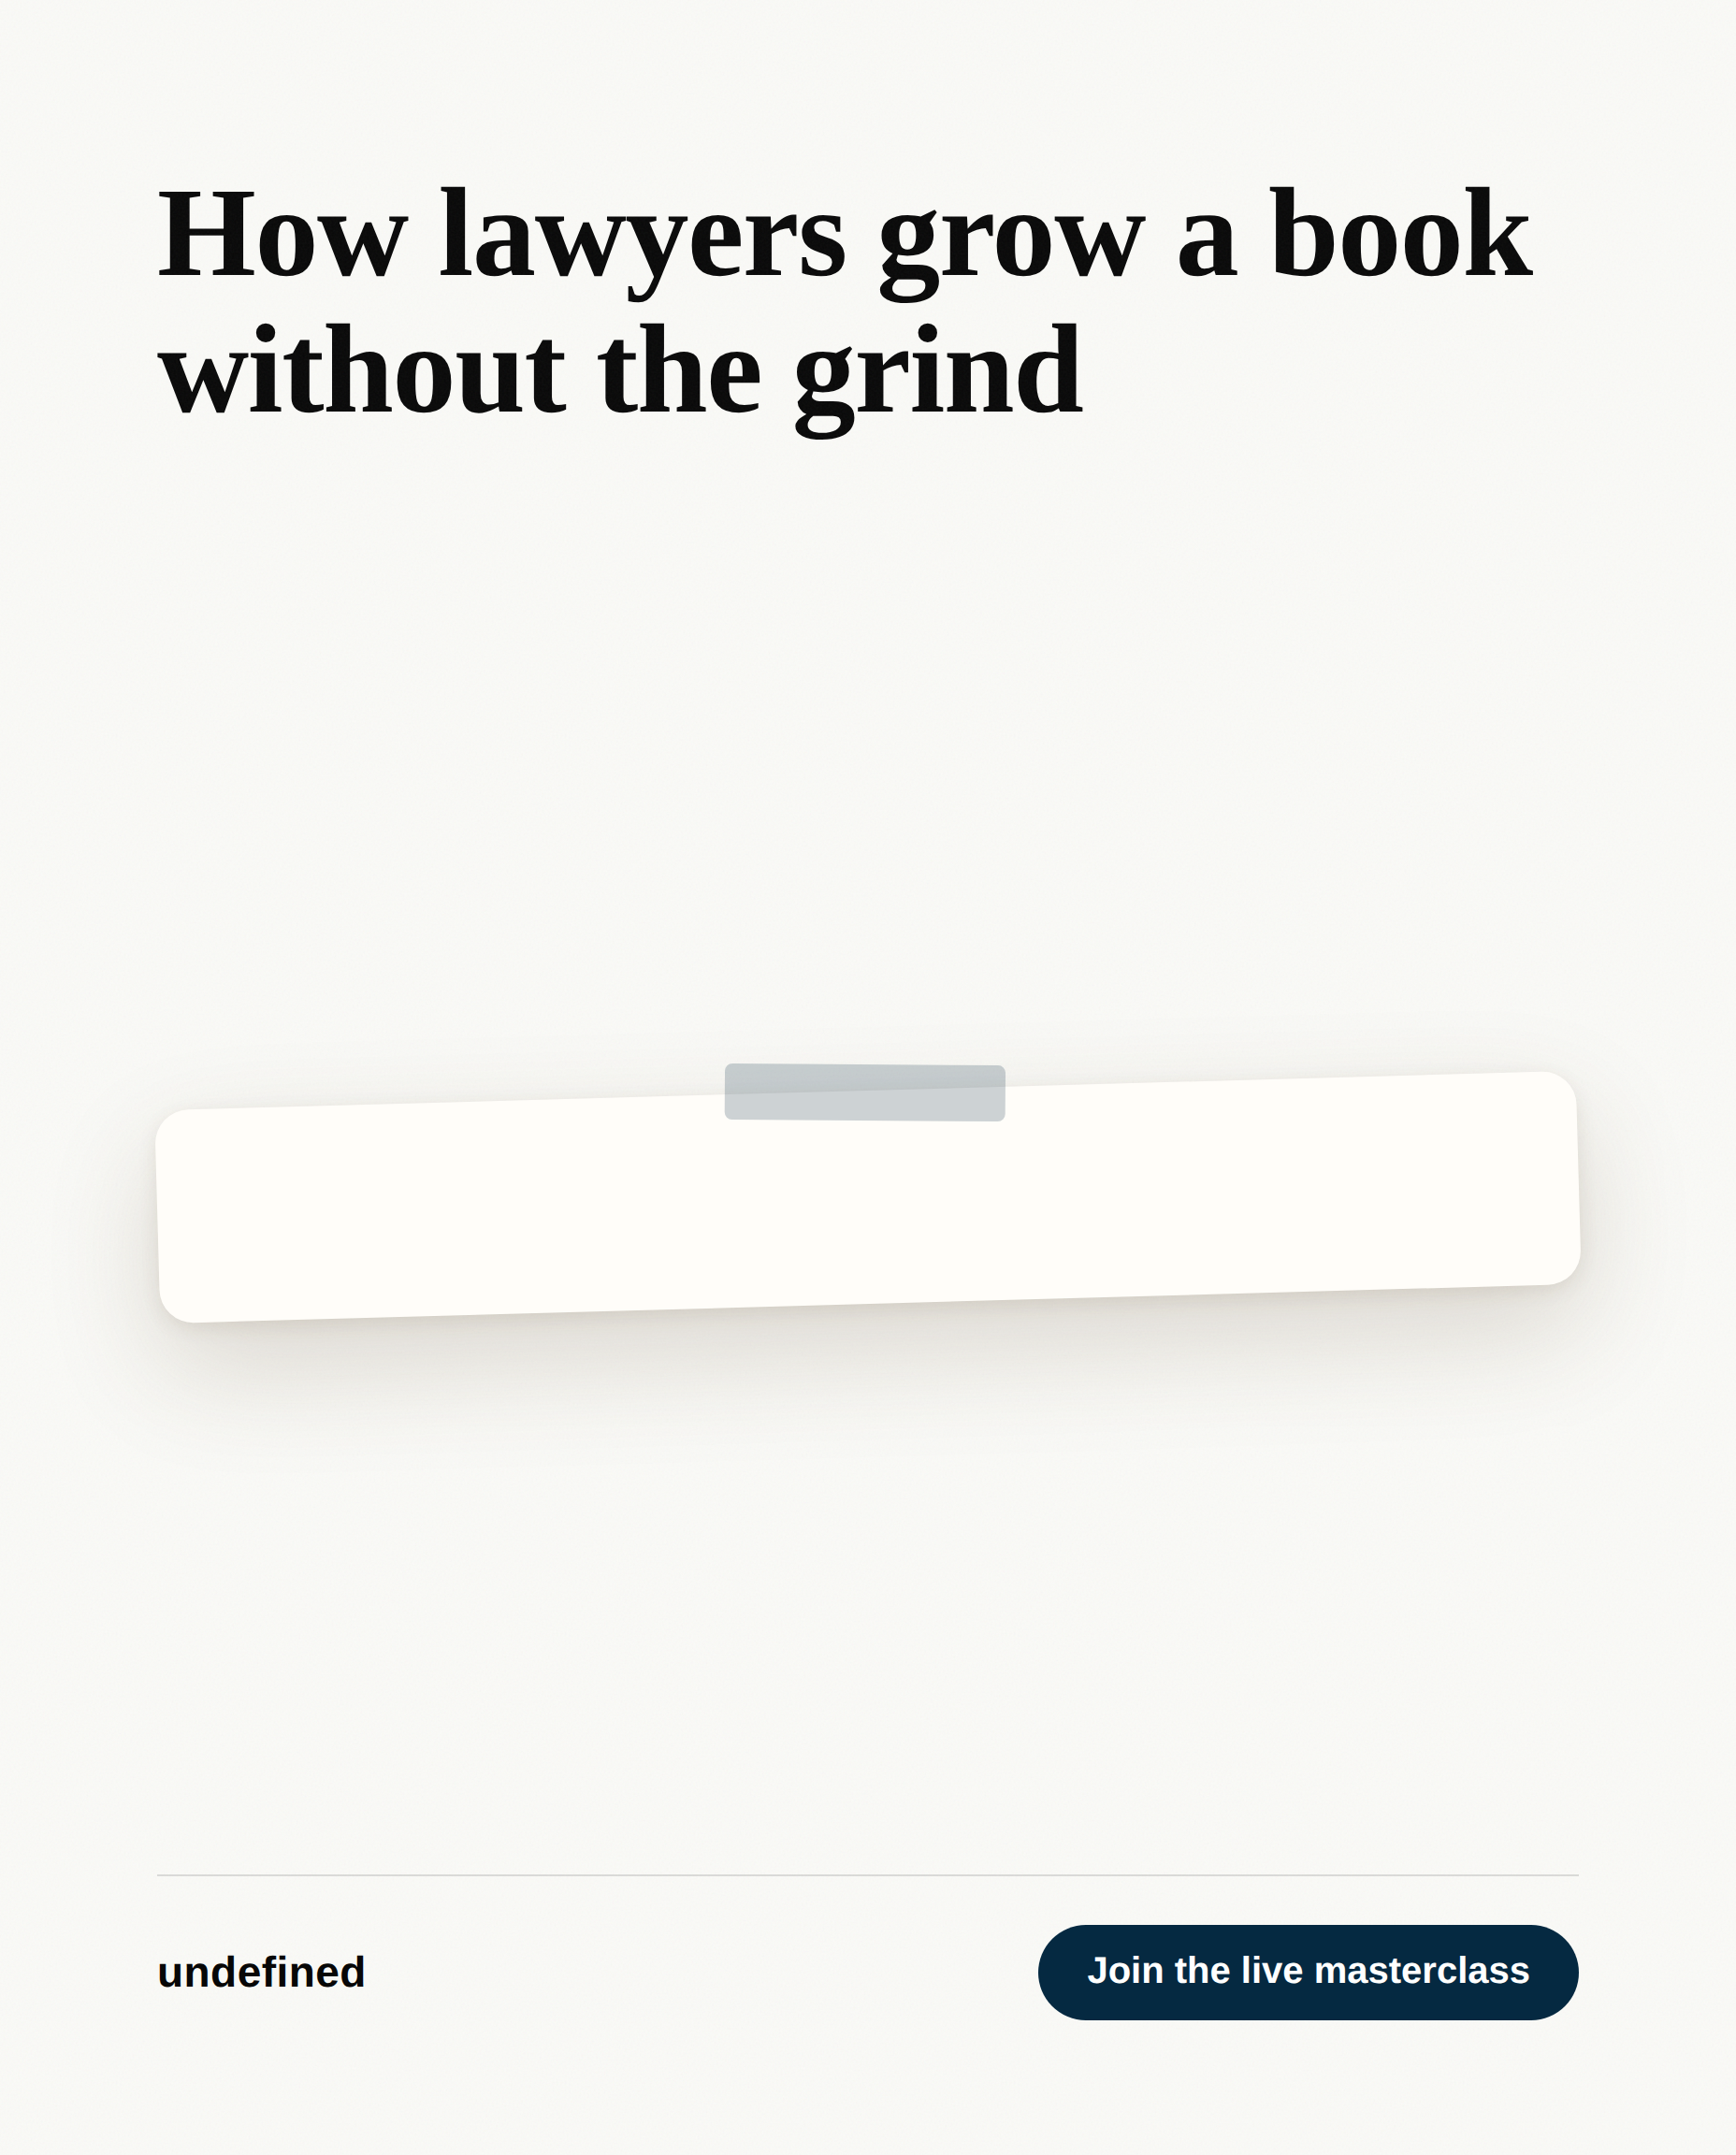 How lawyers grow a book
without the grind
undefined
Join the live masterclass